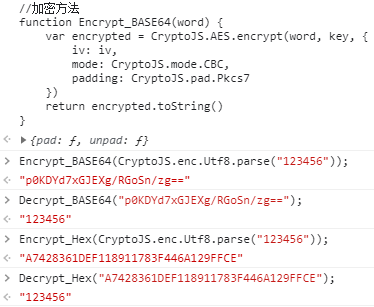 //加密方法
function Encrypt_BASE64(word) {
    var encrypted = CryptoJS.AES.encrypt(word, key, {
        iv: iv,
        mode: CryptoJS.mode.CBC,
        padding: CryptoJS.pad.Pkcs7
    })
    return encrypted.toString()
}
{pad: ƒ, unpad: ƒ}
Encrypt_BASE64(CryptoJS.enc.Utf8.parse("123456"));
"p0KDYd7xGJEXg/RGoSn/zg=="
Decrypt_BASE64("p0KDYd7xGJEXg/RGoSn/zg==");
"123456"
Encrypt_Hex(CryptoJS.enc.Utf8.parse("123456"));
"A7428361DEF118911783F446A129FFCE"
Decrypt_Hex("A7428361DEF118911783F446A129FFCE");
"123456"